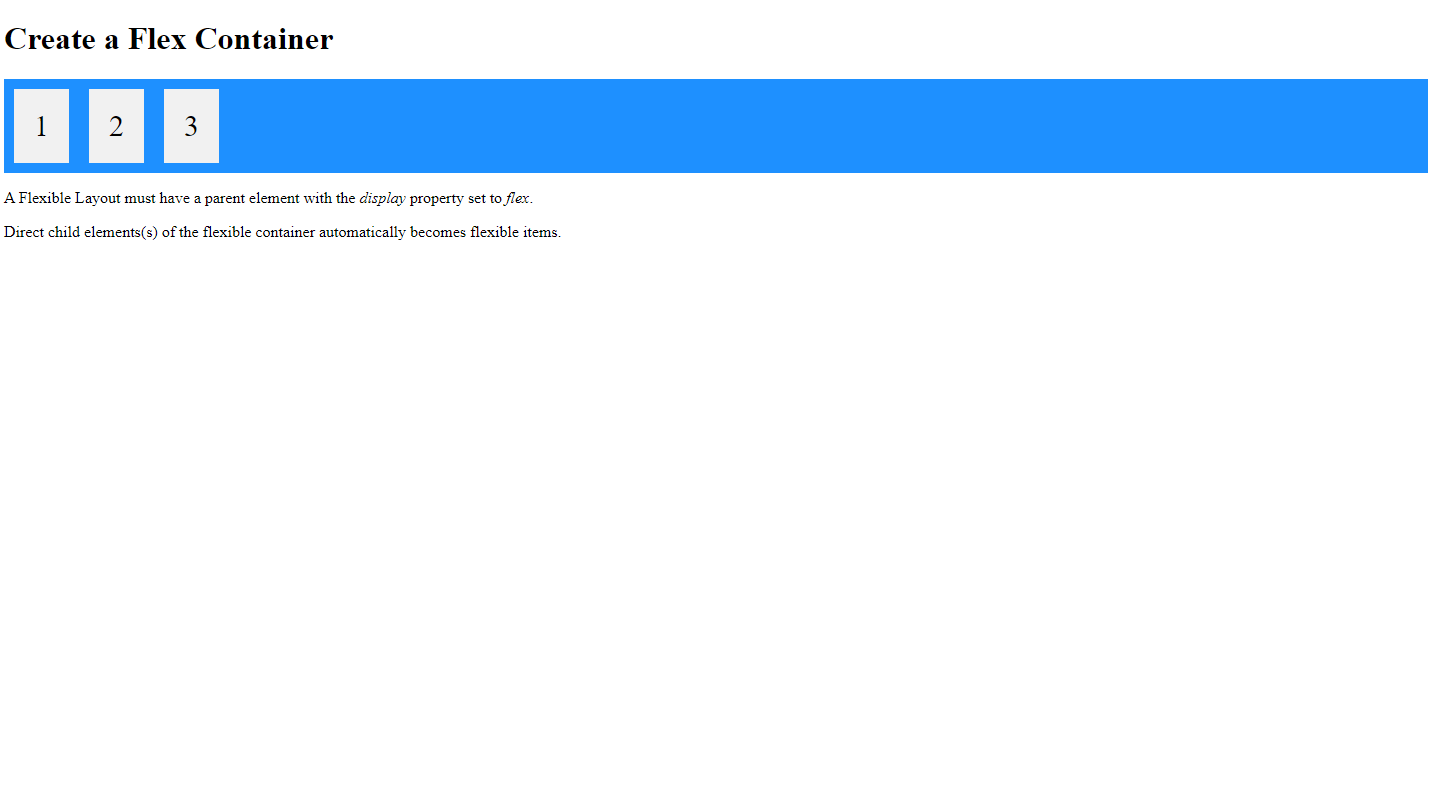 Create a Flex Container
1 2 3
A Flexible Layout must have a parent element with the display property set to flex.
Direct child elements(s) of the flexible container automatically becomes flexible items.